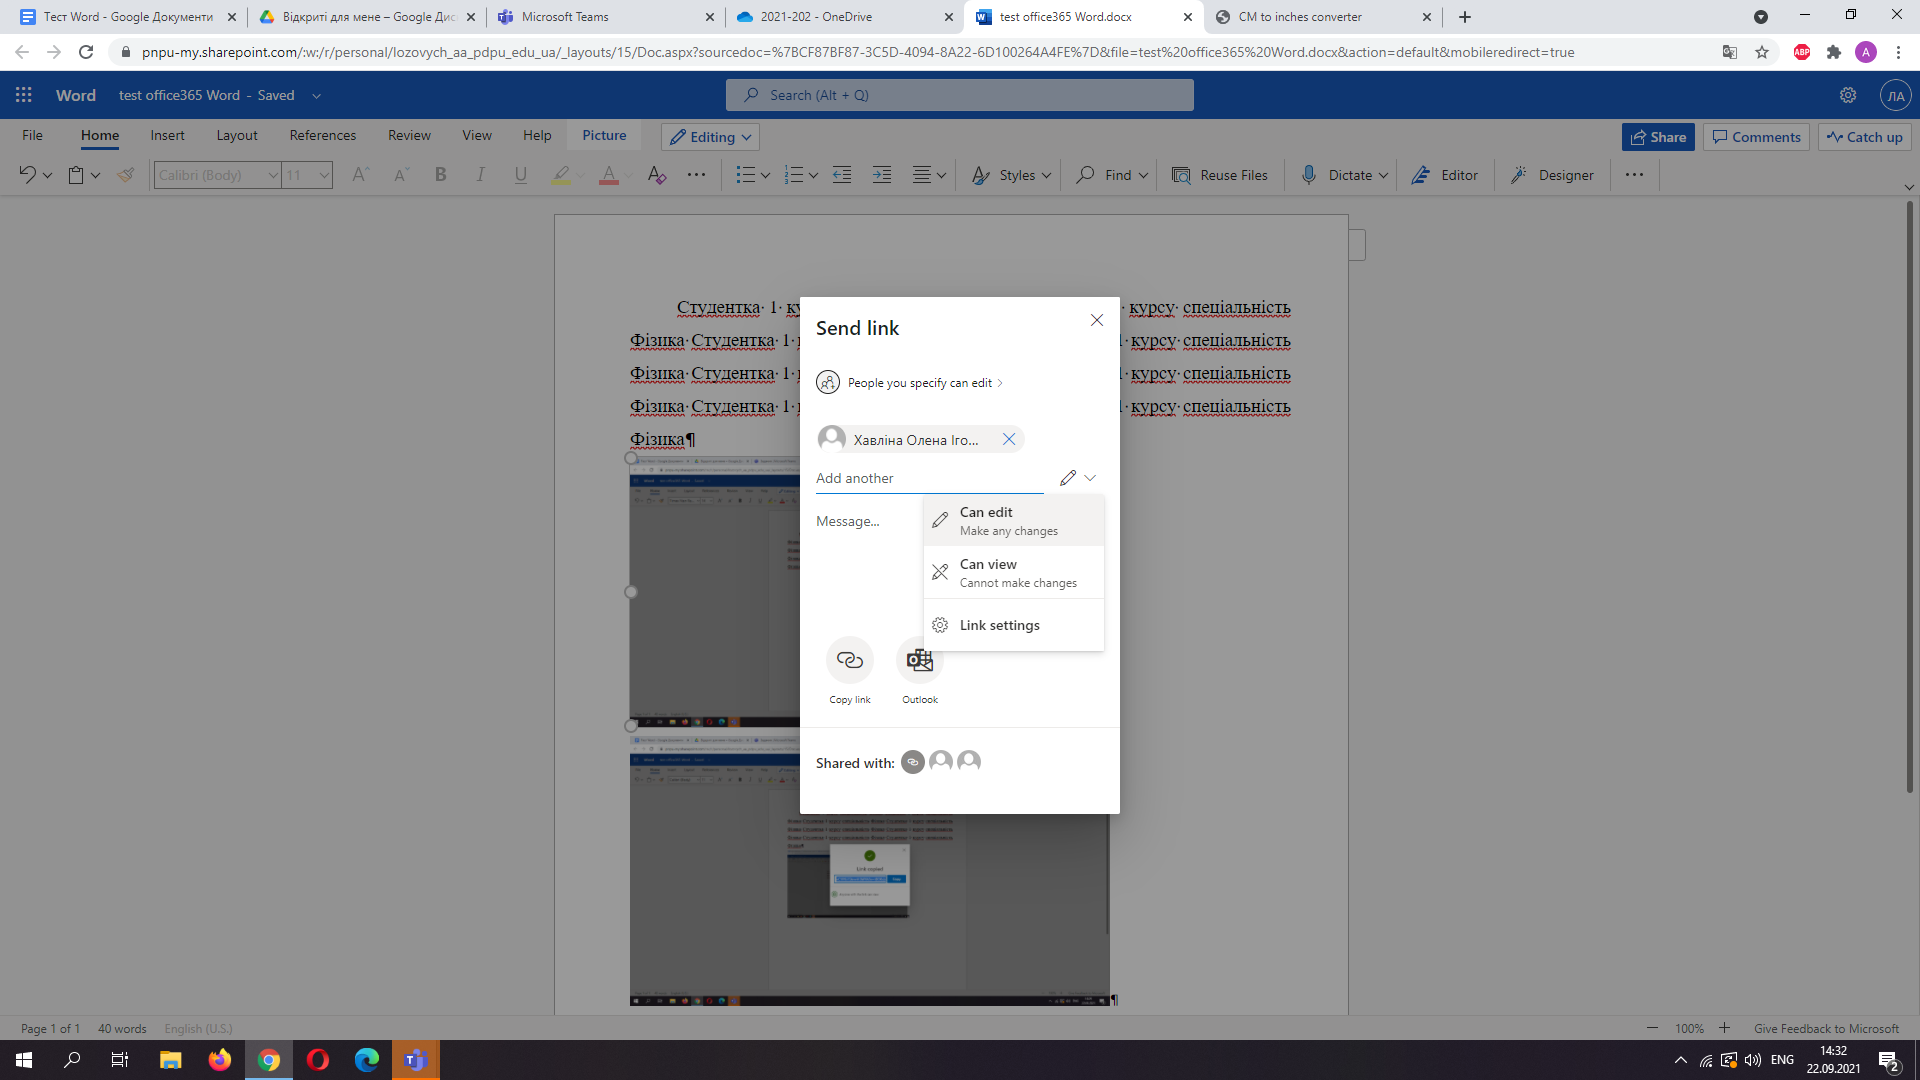 Тест Word - Google Документи
Відкриті для мене – Google Дис
Microsoft Teams
2021-202 - OneDrive
test office365 Word.docx
CM to inches converter
pnpu-my.sharepoint.com/:w:/r/personal/lozovych_aa_pdpu_edu_ua/_layouts/15/Doc.aspx?sourcedoc=%7BCF87BF87-3C5D-4094-8A22-6D100264A4FE%7D&file=test%20office365%20Word.docx&action=default&mobileredirect=true
ABP
A
Word
test office365 Word - Saved
Search (Alt + Q)
ЛА
File
Home
Insert
Layout
References
Review
View
Help
Picture
Editing
Share
Comments
Catch up
Calibri (Body)
11
Styles
Find
Reuse Files
Dictate
Editor
Designer
Студентка· 1·
· курсу· спеціальність
Фізика· Студентка· 1·
1· курсу· спеціальність
Фізика· Студентка· 1·
1· курсу· спеціальність
Фізика· Студентка· 1·
1· курсу· спеціальність
Фізика¶
Send link
People you specify can edit
Хавліна Олена Іго...
Add another
Message...
Can edit
Make any changes
Can view
Cannot make changes
Link settings
Copy link
Outlook
Shared with:
Link copied
¶
Page 1 of 1
40 words
English (U.S.)
100%
Give Feedback to Microsoft
ENG
14:32
22.09.2021
2